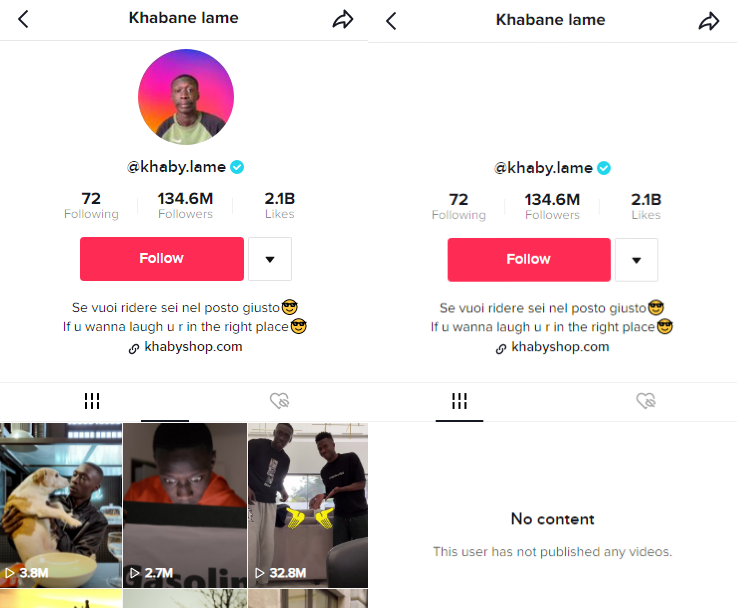 Khabane lame
@khaby.lame
72 134.6M 2.1B
Following Followers Likes
Follow
Se vuoi ridere sei nel posto giusto😎
If u wanna laugh u r in the right place😎
khabyshop.com
3.8M
2.7M
Gasolin
32.8M
Khabane lame
@khaby.lame
72 134.6M 2.1B
Following Followers Likes
Follow
Se vuoi ridere sei nel posto giusto😎
If u wanna laugh u r in the right place😎
khabyshop.com
No content
This user has not published any videos.